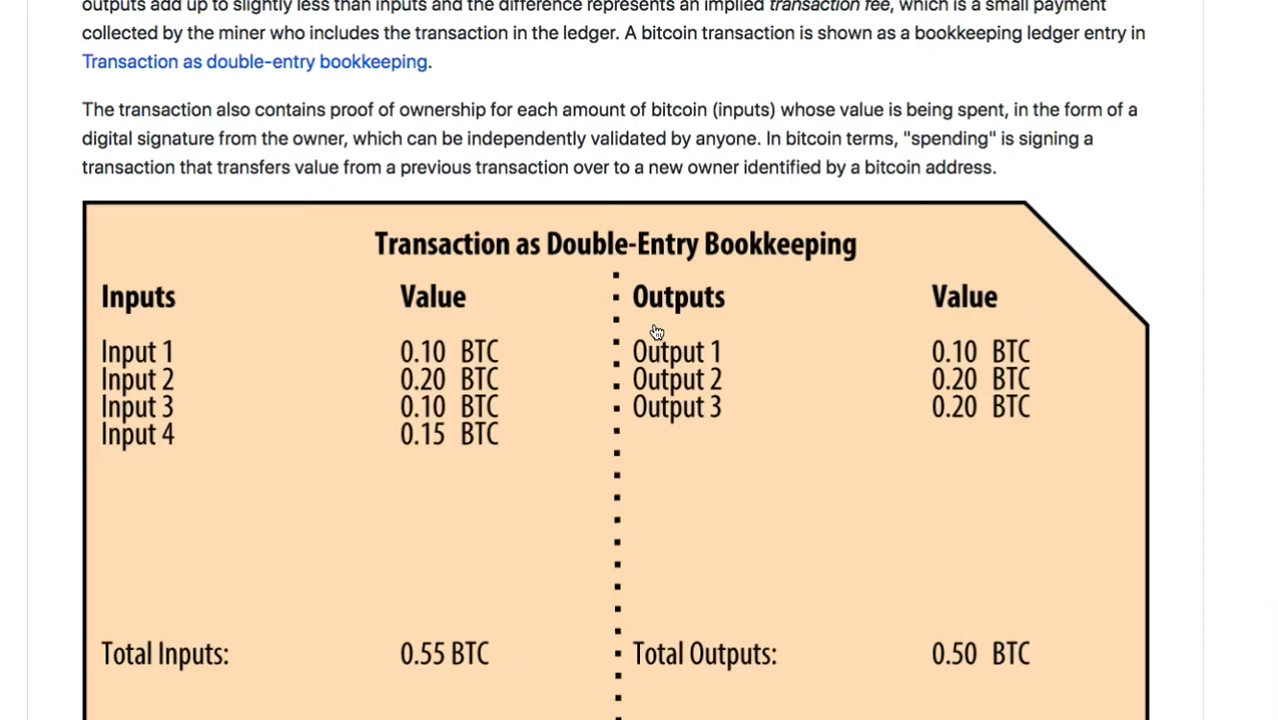 outputs add up to slightly less than inputs and the difference represents an implied transaction fee, which is a small payment
collected by the miner who includes the transaction in the ledger. A bitcoin transaction is shown as a bookkeeping ledger entry in
Transaction as double-entry bookkeeping.
The transaction also contains proof of ownership for each amount of bitcoin (inputs) whose value is being spent, in the form of a
digital signature from the owner, which can be independently validated by anyone. In bitcoin terms, "spending" is signing a
transaction that transfers value from a previous transaction over to a new owner identified by a bitcoin address.
Transaction as Double-Entry Bookkeeping
Inputs Value Outputs Value
Input 1 0.10 BTC Output 1 0.10 BTC
Input 2 0.20 BTC Output 2 0.20 BTC
Input 3 0.10 BTC Output 3 0.20 BTC
Input 4 0.15 BTC
Total Inputs: 0.55 BTC Total Outputs: 0.50 BTC